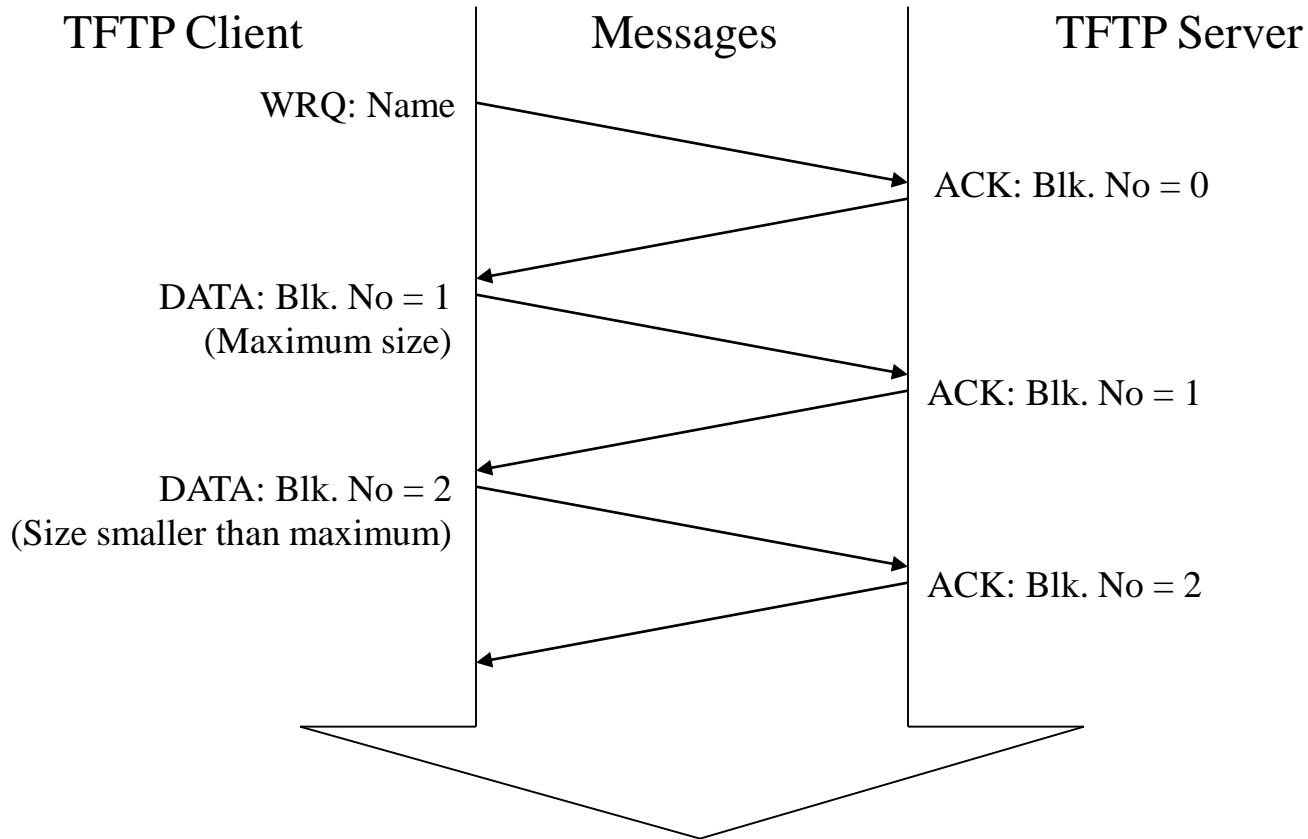 TFTP Client
Messages
TFTP Server
WRQ: Name
ACK: Blk. No = 0
DATA: Blk. No = 1
(Maximum size)
ACK: Blk. No = 1
DATA: Blk. No = 2
(Size smaller than maximum)
ACK: Blk. No = 2